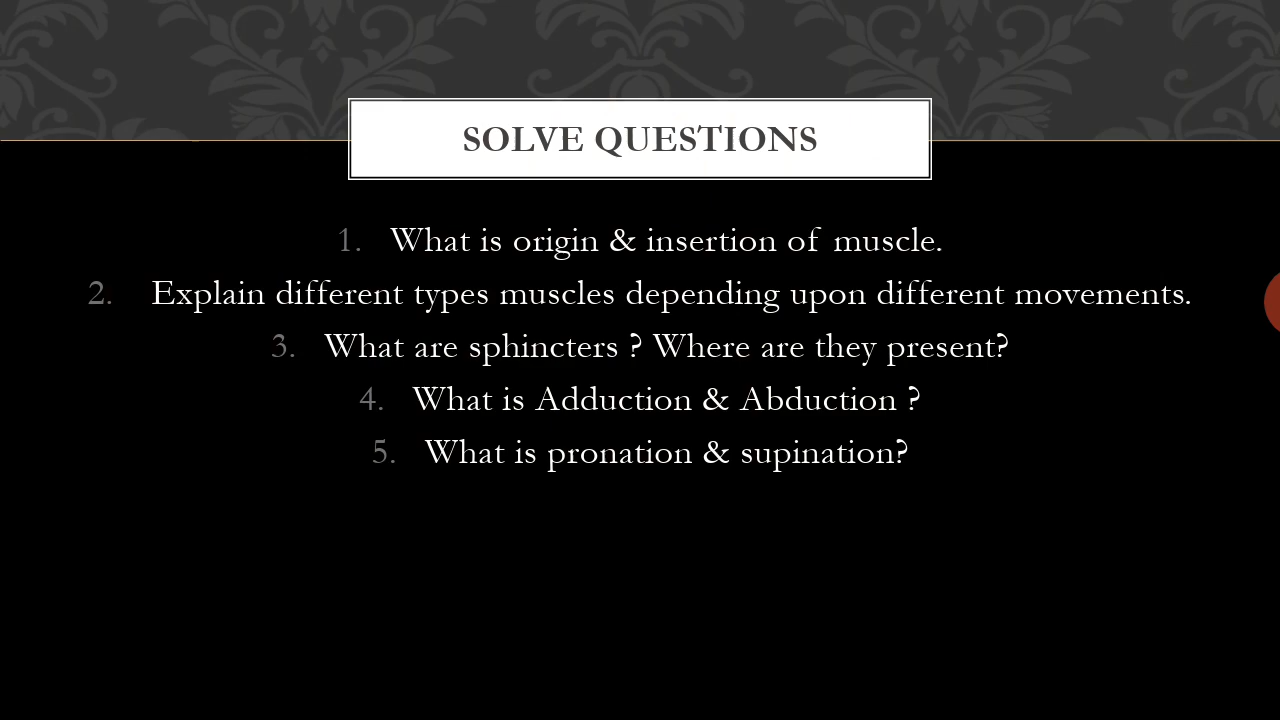 SOLVE QUESTIONS
1. What is origin & insertion of muscle.
2. Explain different types muscles depending upon different movements.
3. What are sphincters ? Where are they present?
4. What is Adduction & Abduction ?
5. What is pronation & supination?